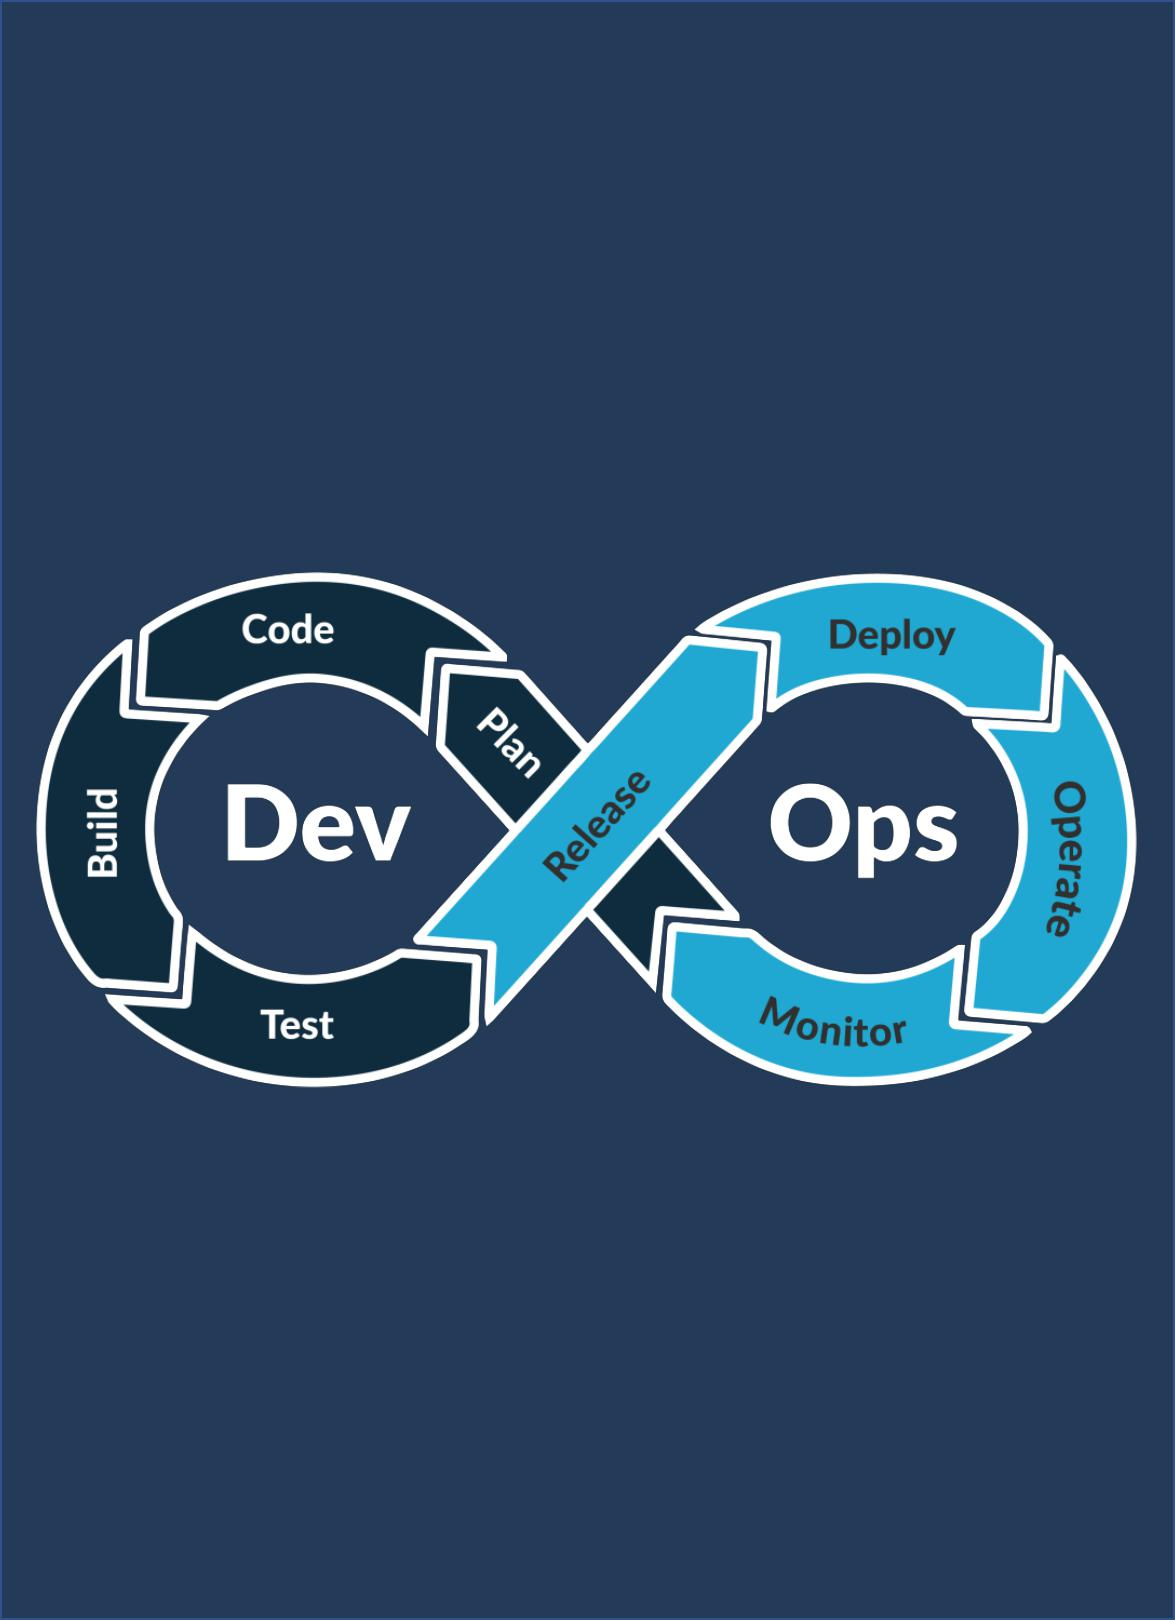 Code
Plan
Build
Dev
Test
Release
Deploy
Ops
Operate
Monitor